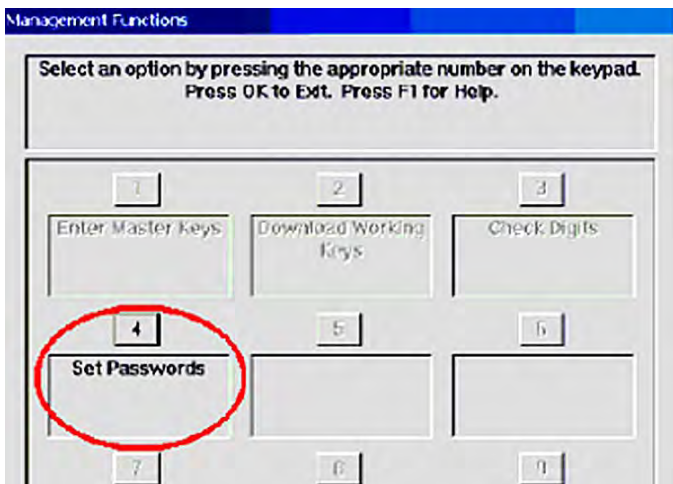 Management Functions
Select an option by pressing the appropriate number on the keypad.
Press OK to Exit. Press F1 for Help.
1
2
3
Enter Master Keys
Download Working
Keys
Check Digits
4
5
6
Set Passwords
7
8
9